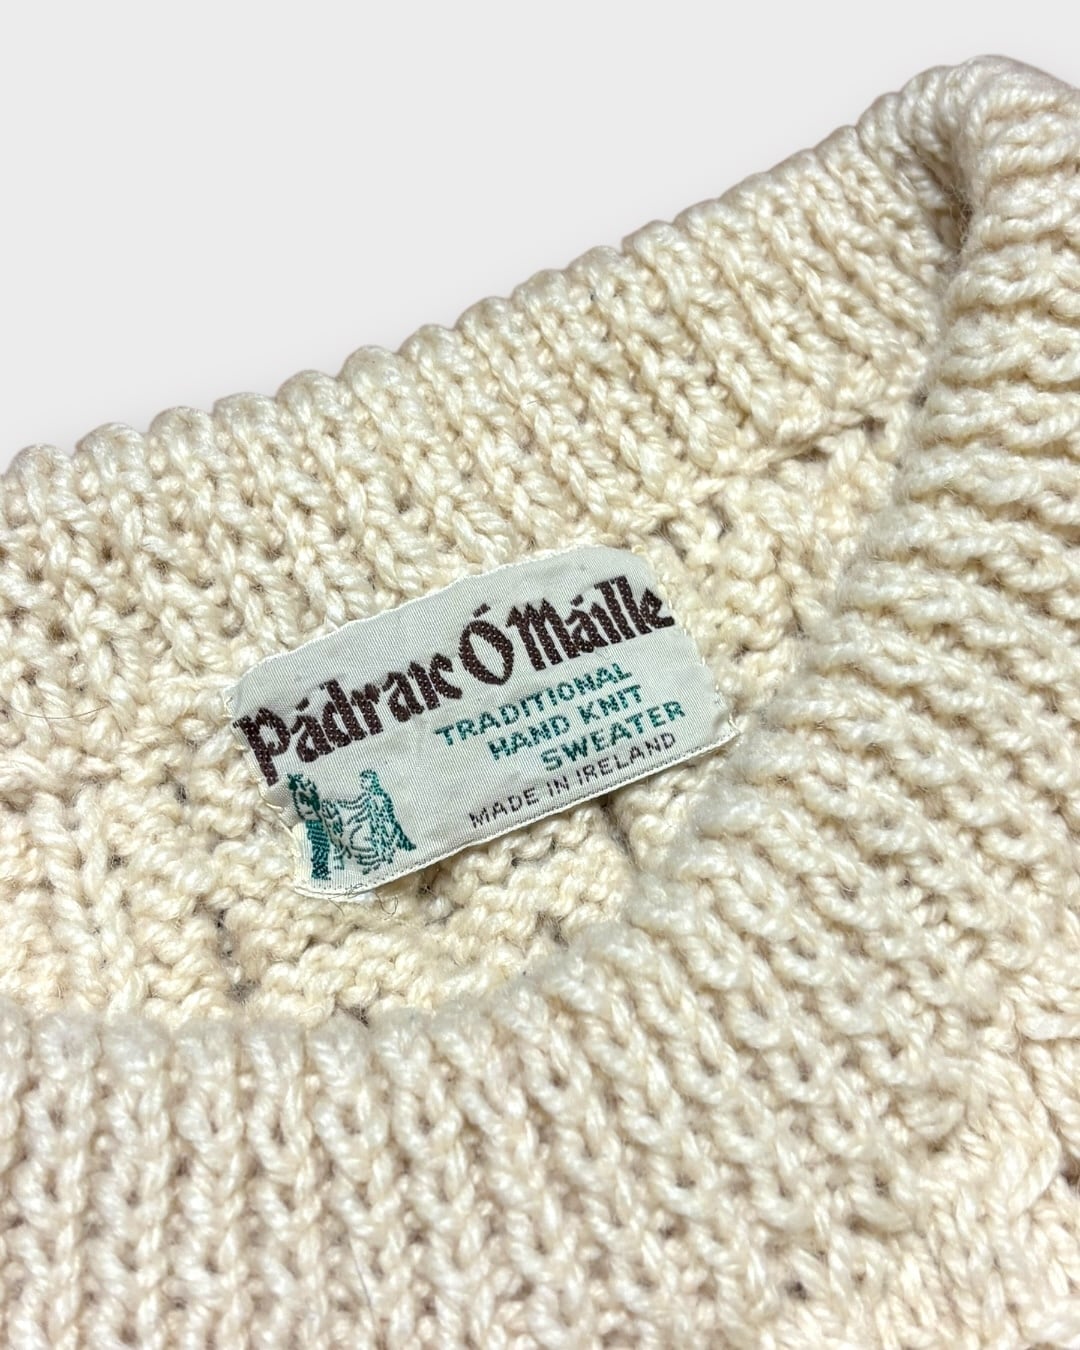 Pádraic Ó Máille
TRADITIONAL
HAND KNIT
SWEATER
MADE IN IRELAND